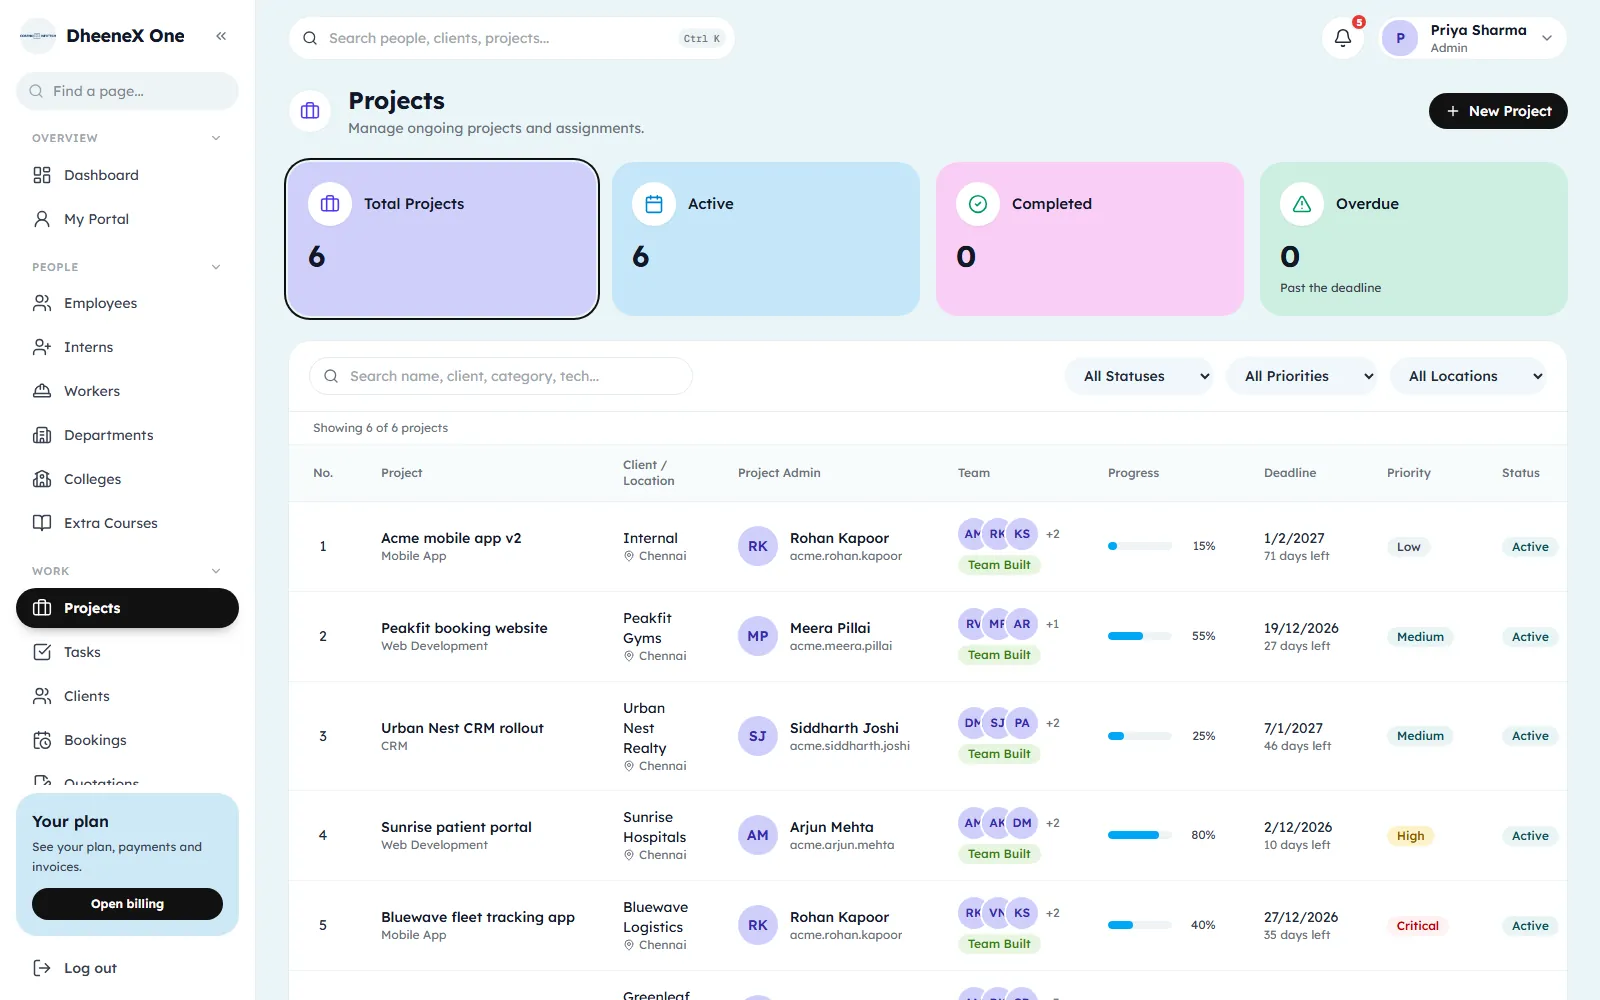 DheeneX One
Search people, clients, projects...
Ctrl K
5
P
Priya Sharma
Admin
Find a page...
OVERVIEW
Dashboard
My Portal
PEOPLE
Employees
Interns
Workers
Departments
Colleges
Extra Courses
WORK
Projects
Tasks
Clients
Bookings
Quotations
Your plan
See your plan, payments and
invoices.
Open billing
Log out
Projects
Manage ongoing projects and assignments.
+ New Project
Total Projects
6
Active
6
Completed
0
Overdue
0
Past the deadline
Search name, client, category, tech...
All Statuses
All Priorities
All Locations
Showing 6 of 6 projects
No. Project Client / Location Project Admin Team Progress Deadline Priority Status
1
Acme mobile app v2
Mobile App
Internal
Chennai
RK
Rohan Kapoor
acme.rohan.kapoor
AM RK KS +2
Team Built
15%
1/2/2027
71 days left
Low
Active
2
Peakfit booking website
Web Development
Peakfit
Gyms
Chennai
MP
Meera Pillai
acme.meera.pillai
RV MP AR +1
Team Built
55%
19/12/2026
27 days left
Medium
Active
3
Urban Nest CRM rollout
CRM
Urban
Nest
Realty
Chennai
SJ
Siddharth Joshi
acme.siddharth.joshi
DM SJ PA +2
Team Built
25%
7/1/2027
46 days left
Medium
Active
4
Sunrise patient portal
Web Development
Sunrise
Hospitals
Chennai
AM
Arjun Mehta
acme.arjun.mehta
AM AK DM +2
Team Built
80%
2/12/2026
10 days left
High
Active
5
Bluewave fleet tracking app
Mobile App
Bluewave
Logistics
Chennai
RK
Rohan Kapoor
acme.rohan.kapoor
RK VN KS +2
Team Built
40%
27/12/2026
35 days left
Critical
Active
Greenleaf